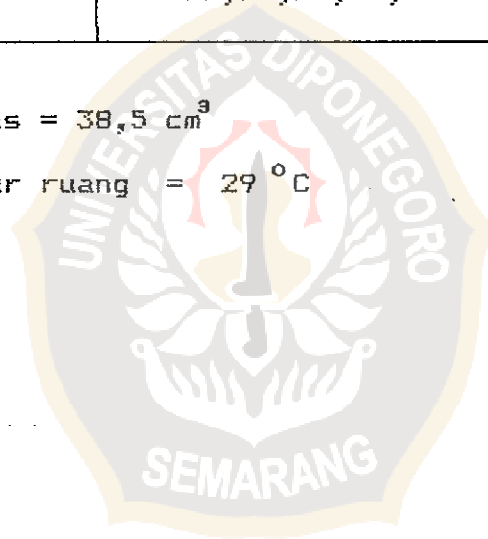 s = 38,5 cm³
r ruang = 29 °C
UNIVERSITAS DIPONEGORO
SEMARANG